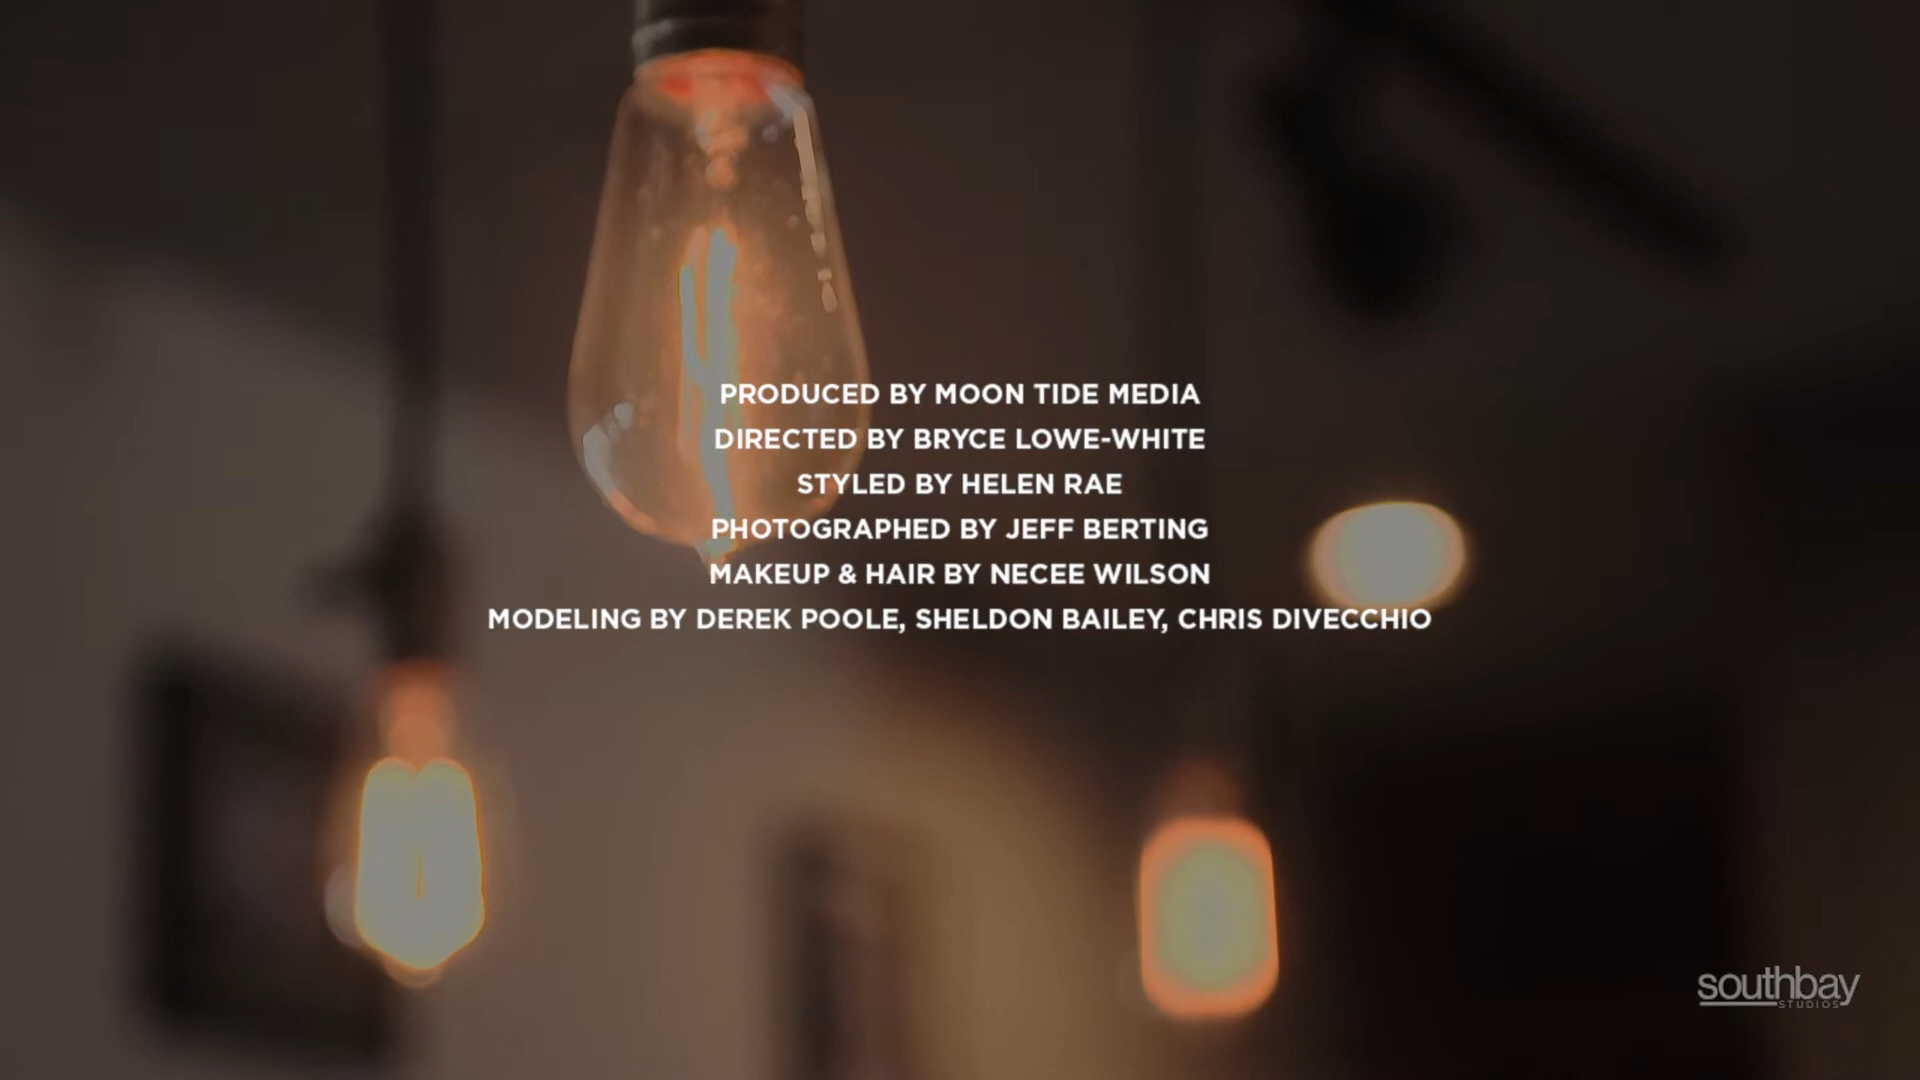 PRODUCED BY MOON TIDE MEDIA
DIRECTED BY BRYCE LOWE-WHITE
STYLED BY HELEN RAE
PHOTOGRAPHED BY JEFF BERTING
MAKEUP & HAIR BY NECEE WILSON
MODELING BY DEREK POOLE, SHELDON BAILEY, CHRIS DIVECCHIO
southbay
STUDIOS